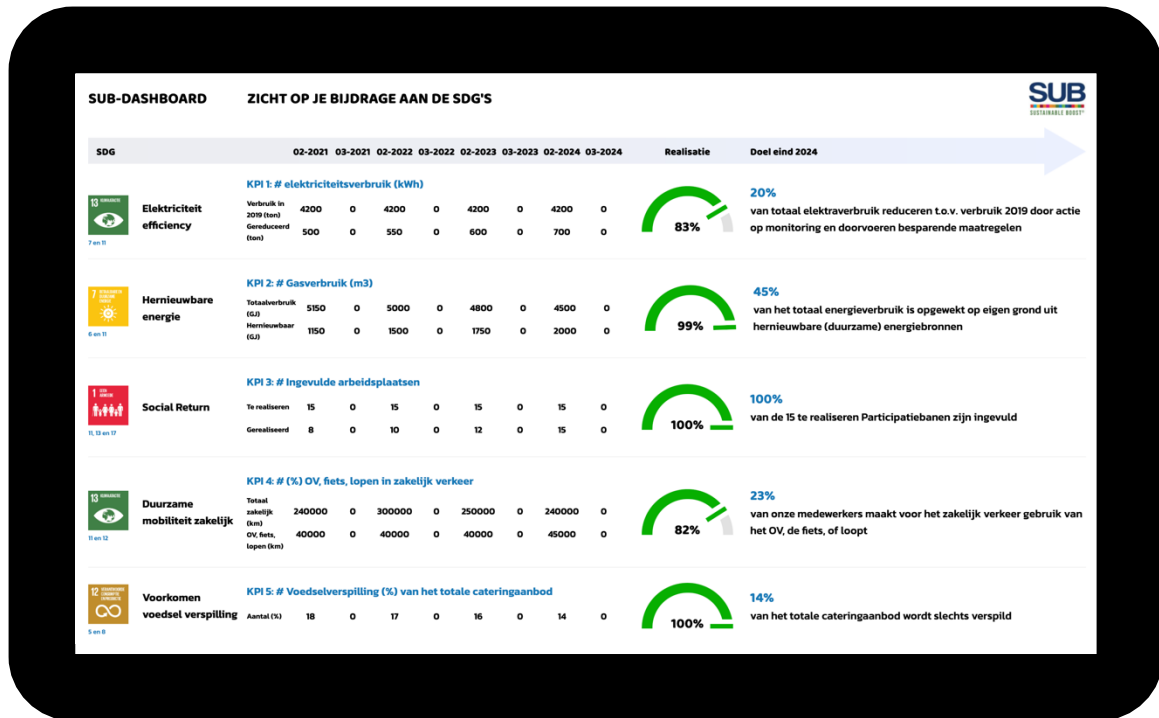 SUB-DASHBOARD ZICHT OP JE BIJDRAGE AAN DE SDG'S
SUB
SUSTAINABLE BOOST®
SDG 02-2021 03-2021 02-2022 03-2022 02-2023 03-2023 02-2024 03-2024 Realisatie Doel eind 2024
13 KLIMAATACTIE
7 en 11
Elektriciteit
efficiency
KPI 1: # elektriciteitsverbruik (kWh)
Verbruik in
2019 (ton) 4200 0 4200 0 4200 0 4200 0
Gereduceerd
(ton) 500 0 550 0 600 0 700 0
83%
20%
van totaal elektraverbruik reduceren t.o.v. verbruik 2019 door actie
op monitoring en doorvoeren besparende maatregelen
7
6 en 11
Hernieuwbare
energie
KPI 2: # Gasverbruik (m3)
Totaalverbruik
(GJ) 5150 0 5000 0 4800 0 4500 0
Hernieuwbaar
(GJ) 1150 0 1500 0 1750 0 2000 0
99%
45%
van het totaal energieverbruik is opgewekt op eigen grond uit
hernieuwbare (duurzame) energiebronnen
1 GEEN
ARMOEDE
11, 13 en 17
Social Return
KPI 3: # Ingevulde arbeidsplaatsen
Te realiseren 15 0 15 0 15 0 15 0
Gerealiseerd 8 0 10 0 12 0 15 0
100%
100%
van de 15 te realiseren Participatiebanen zijn ingevuld
13 KLIMAATACTIE
11 en 12
Duurzame
mobiliteit zakelijk
KPI 4: # (%) OV, fiets, lopen in zakelijk verkeer
Totaal
zakelijk
(km) 240000 0 300000 0 250000 0 240000 0
OV, fiets,
lopen (km) 40000 0 40000 0 40000 0 45000 0
82%
23%
van onze medewerkers maakt voor het zakelijk verkeer gebruik van
het OV, de fiets, of loopt
12
5 en 8
Voorkomen
voedsel verspilling
KPI 5: # Voedselverspilling (%) van het totale cateringaanbod
Aantal (%) 18 0 17 0 16 0 14 0
100%
14%
van het totale cateringaanbod wordt slechts verspild